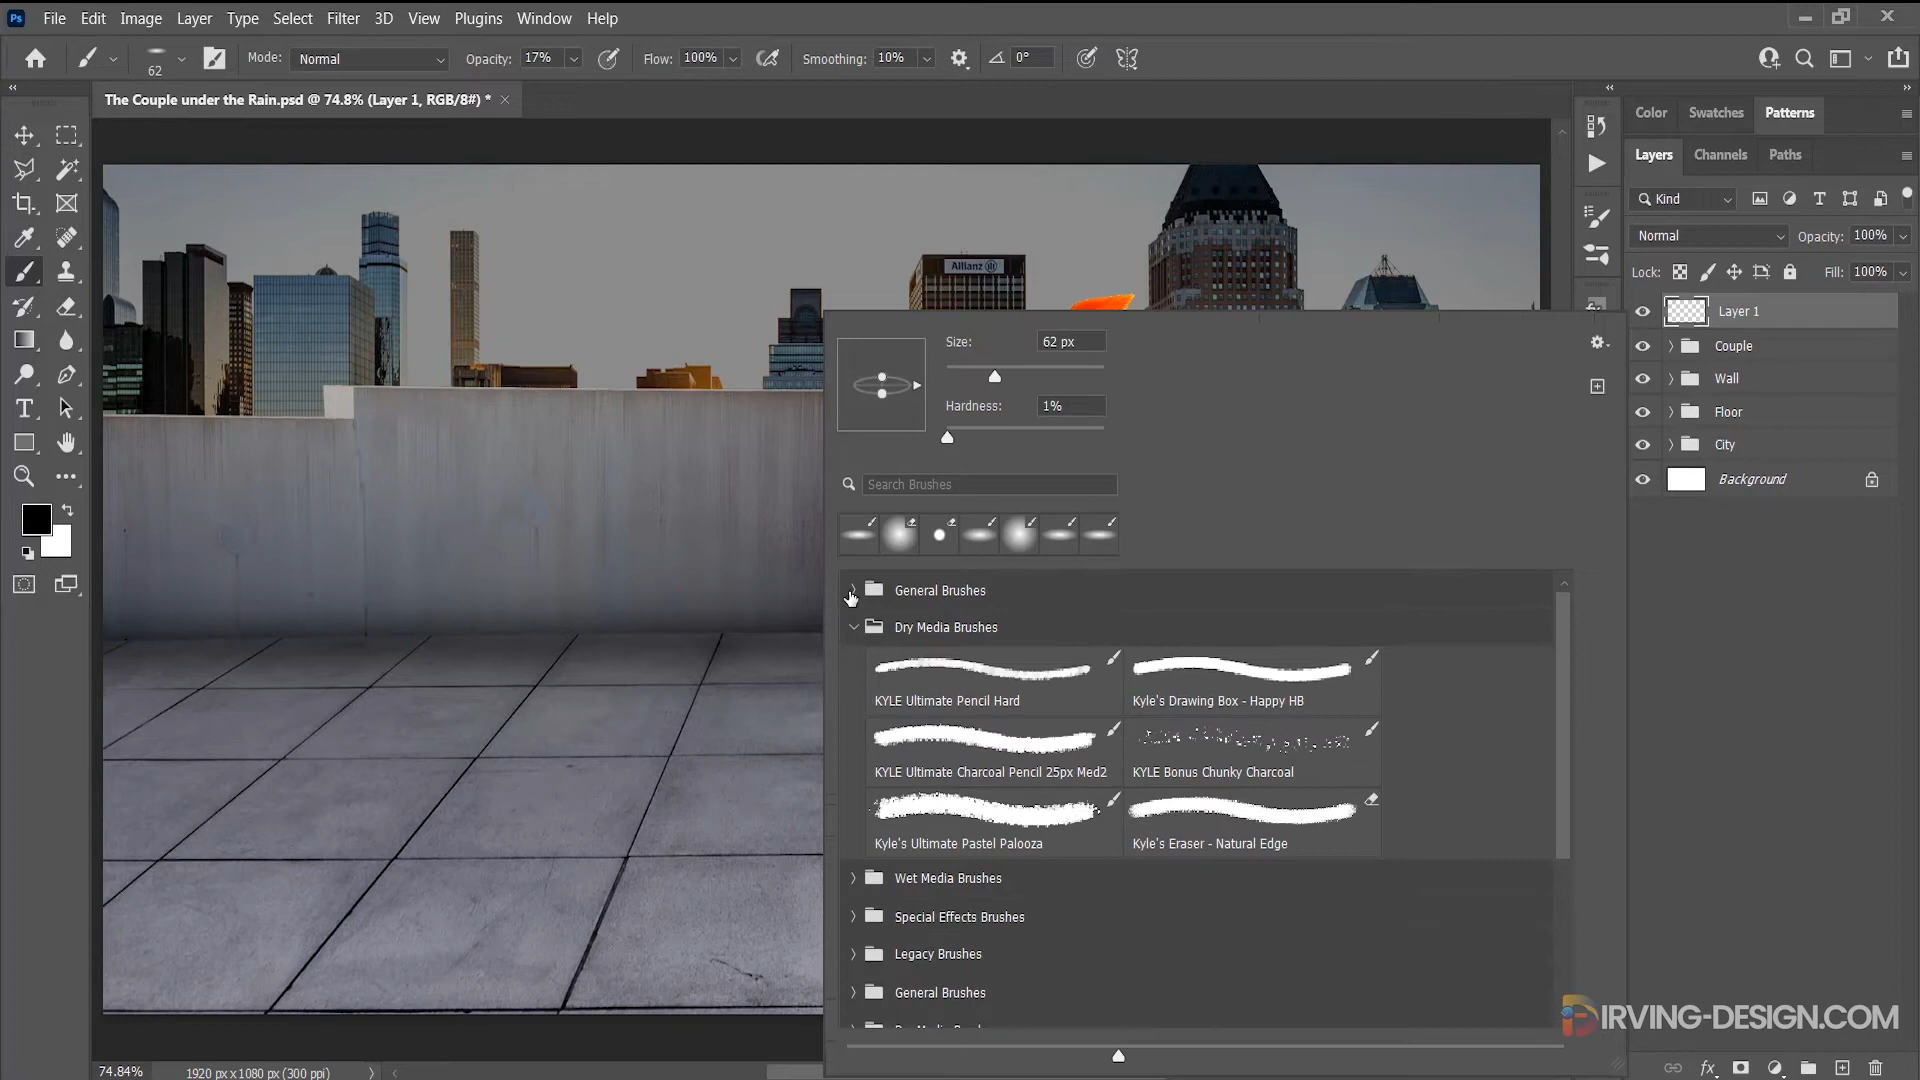 Ps File Edit Image Layer Type Select Filter 3D View Plugins Window Help
62 Mode: Normal Opacity: 17% Flow: 100% Smoothing: 10% 0°
The Couple under the Rain.psd @ 74.8% (Layer 1, RGB/8#) *
Color Swatches Patterns
Layers Channels Paths
Kind
Normal Opacity: 100%
Lock: Fill: 100%
Layer 1
Couple
Wall
Floor
City
Background
Allianz
Size: 62 px
Hardness: 1%
Search Brushes
General Brushes
Dry Media Brushes
KYLE Ultimate Pencil Hard
Kyle's Drawing Box - Happy HB
KYLE Ultimate Charcoal Pencil 25px Med2
KYLE Bonus Chunky Charcoal
Kyle's Ultimate Pastel Palooza
Kyle's Eraser - Natural Edge
Wet Media Brushes
Special Effects Brushes
Legacy Brushes
General Brushes
IRVING-DESIGN.COM
74.84% 1920 px x 1080 px (300 ppi)
fx